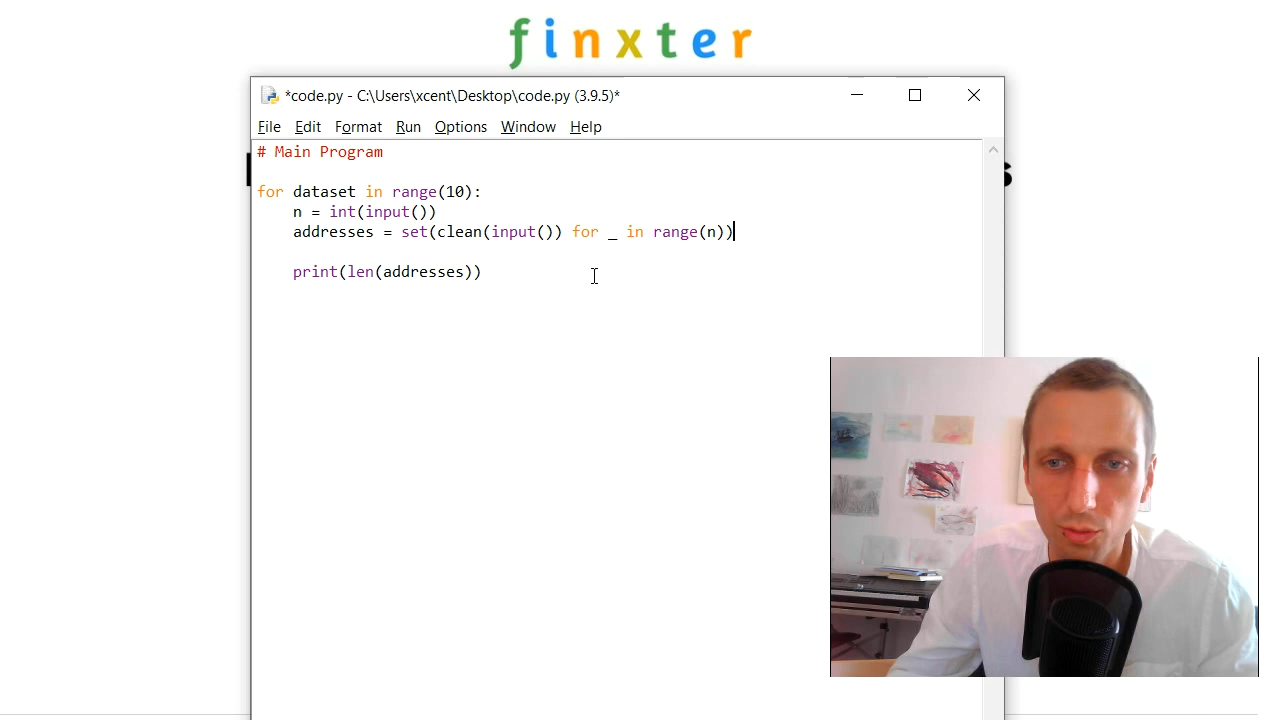 finxter
*code.py - C:\Users\xcent\Desktop\code.py (3.9.5)*
File Edit Format Run Options Window Help
# Main Program
for dataset in range(10):
    n = int(input())
    addresses = set(clean(input()) for _ in range(n))
    print(len(addresses))